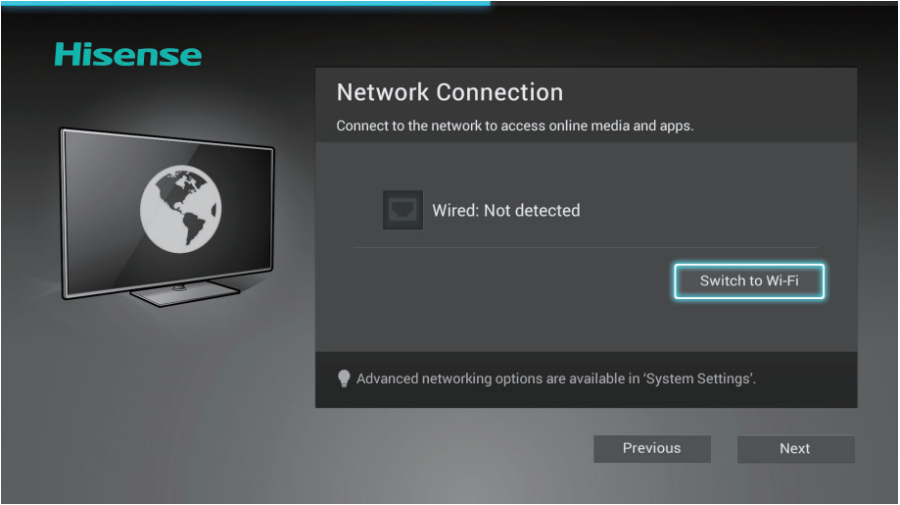 Hisense
Network Connection
Connect to the network to access online media and apps.
Wired: Not detected
Switch to Wi-Fi
Advanced networking options are available in ‘System Settings’.
Previous
Next